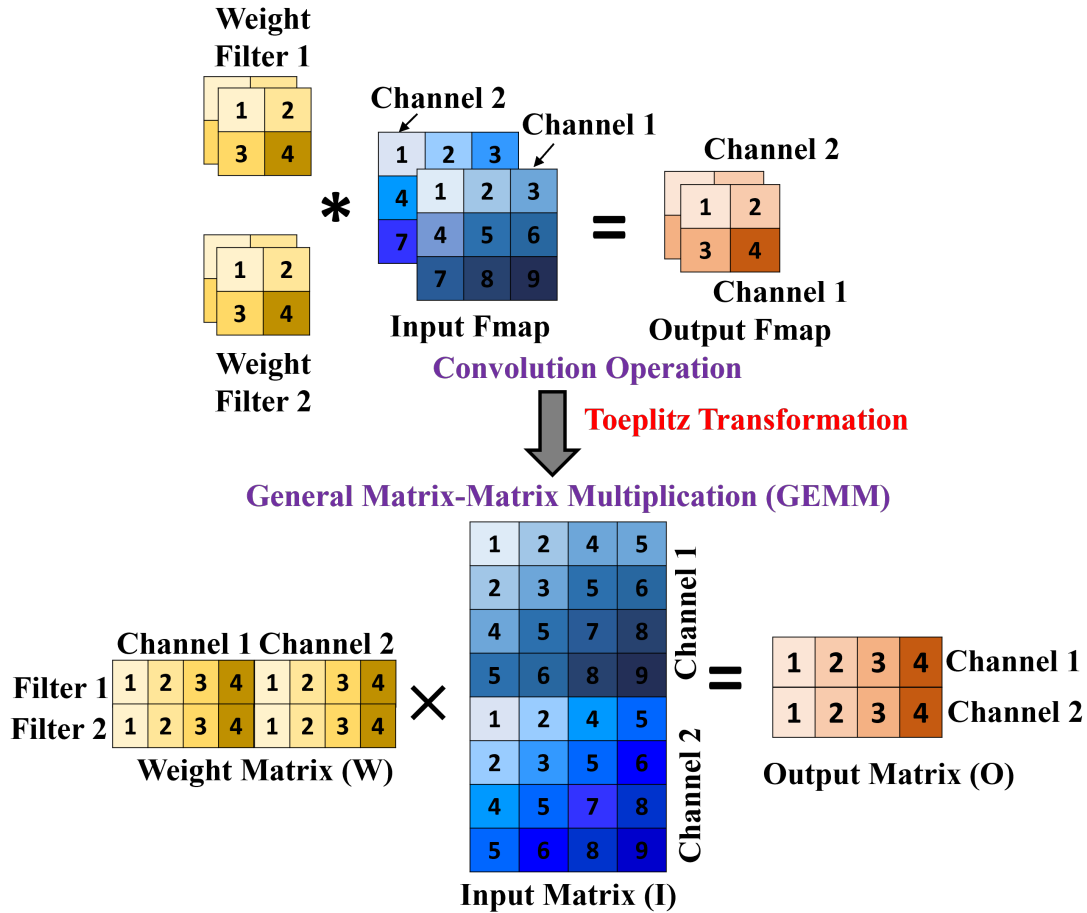 Weight
Filter 1
1 2
3 4
Channel 2
Channel 1
1 2 3
4
7
1 2 3
4 5 6
7 8 9
*
=
Channel 2
1 2
3 4
Channel 1
1 2
3 4
Weight
Filter 2
Input Fmap
Output Fmap
Convolution Operation
Toeplitz Transformation
General Matrix-Matrix Multiplication (GEMM)
Channel 1 Channel 2
Filter 1 1 2 3 4 1 2 3 4
Filter 2 1 2 3 4 1 2 3 4
Weight Matrix (W)
×
1 2 4 5
2 3 5 6
4 5 7 8
5 6 8 9
Channel 1
1 2 4 5
2 3 5 6
4 5 7 8
5 6 8 9
Channel 2
Input Matrix (I)
=
1 2 3 4 Channel 1
1 2 3 4 Channel 2
Output Matrix (O)